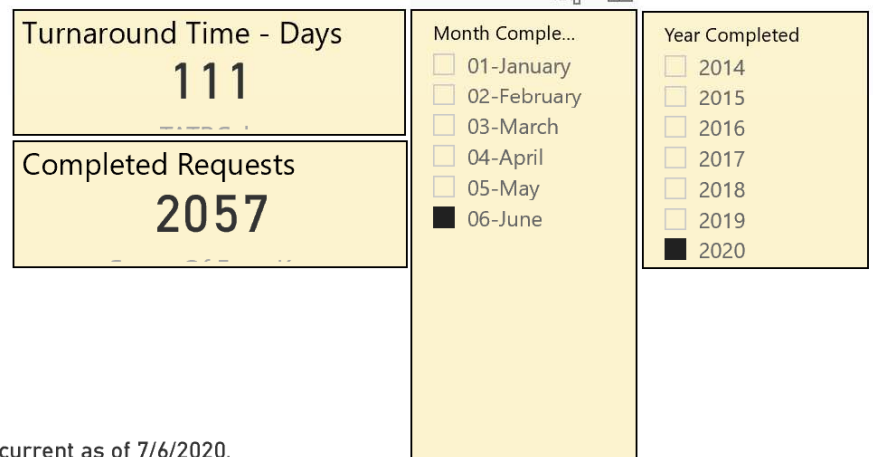 Turnaround Time - Days
111
Completed Requests
2057
Month Comple...
01-January
02-February
03-March
04-April
05-May
06-June
Year Completed
2014
2015
2016
2017
2018
2019
2020
current as of 7/6/2020.